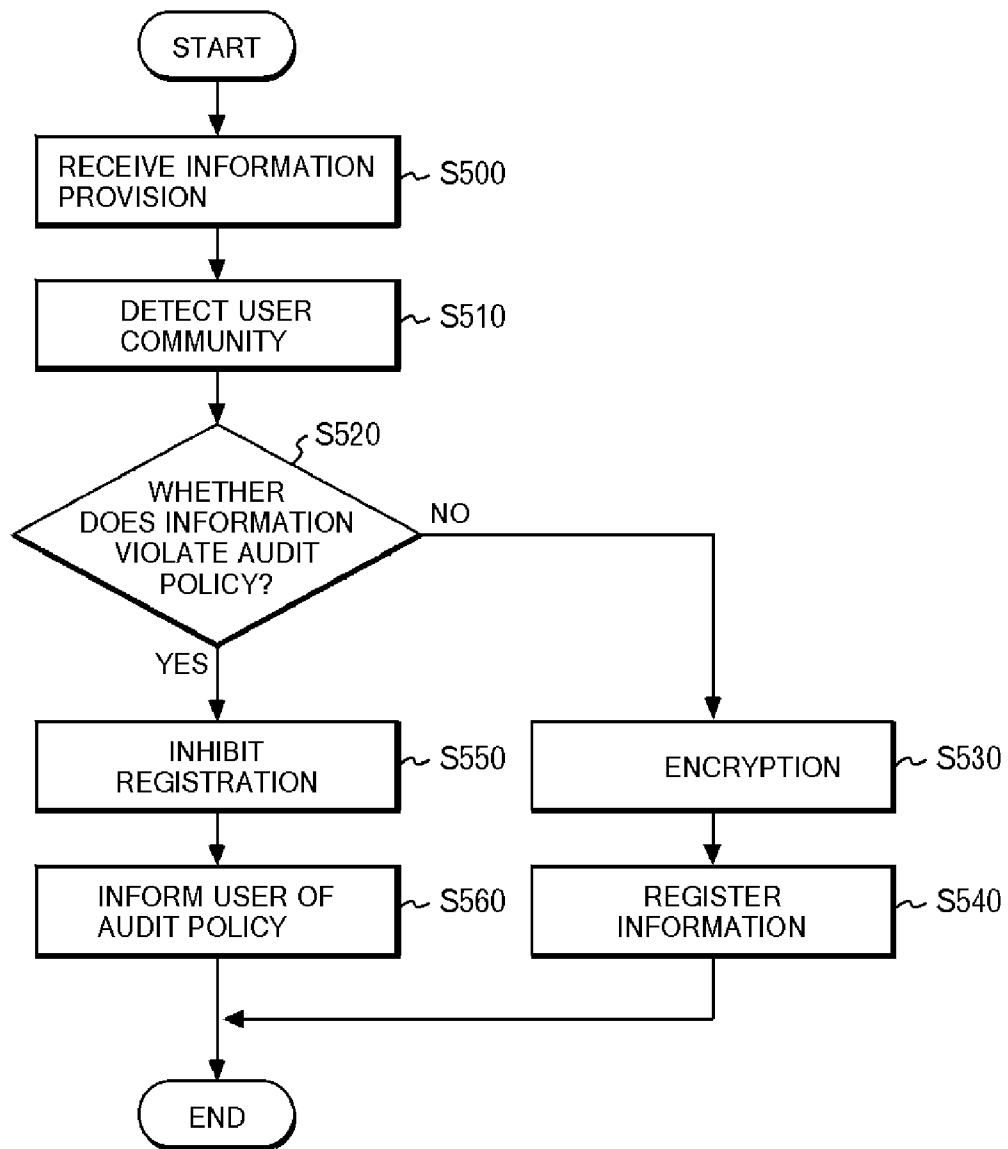 START
RECEIVE INFORMATION
PROVISION
S500
DETECT USER
COMMUNITY
S510
S520
WHETHER
DOES INFORMATION
VIOLATE AUDIT
POLICY?
NO
YES
INHIBIT
REGISTRATION
S550
ENCRYPTION
S530
INFORM USER OF
AUDIT POLICY
S560
REGISTER
INFORMATION
S540
END